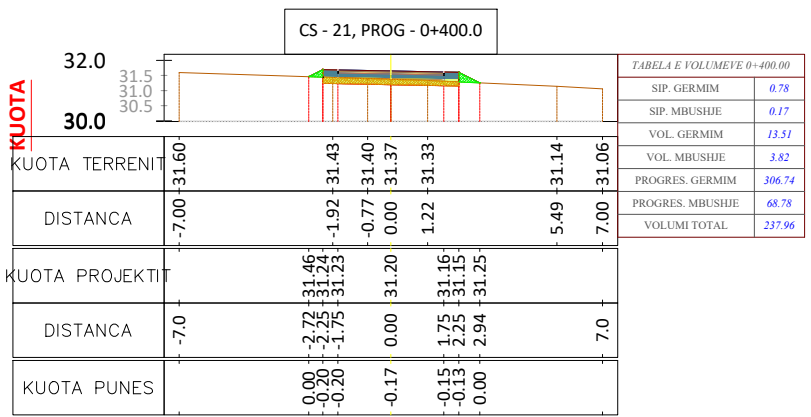 CS - 21, PROG - 0+400.0
KUOTA
32.0
31.5
31.0
30.5
30.0
KUOTA TERRENIT 31.60 31.43 31.40 31.37 31.33 31.14 31.06
DISTANCA -7.00 -1.92 -0.77 0.00 1.22 5.49 7.00
KUOTA PROJEKTIT 31.46 31.24 31.23 31.20 31.16 31.15 31.25
DISTANCA -7.0 -2.72 -2.25 -1.75 0.00 1.75 2.25 2.94 7.0
KUOTA PUNES 0.00 -0.20 -0.20 -0.17 -0.15 -0.13 0.00
TABELA E VOLUMEVE 0+400.00
SIP. GERMIM 0.78
SIP. MBUSHJE 0.17
VOL. GERMIM 13.51
VOL. MBUSHJE 3.82
PROGRES. GERMIM 306.74
PROGRES. MBUSHJE 68.78
VOLUMI TOTAL 237.96